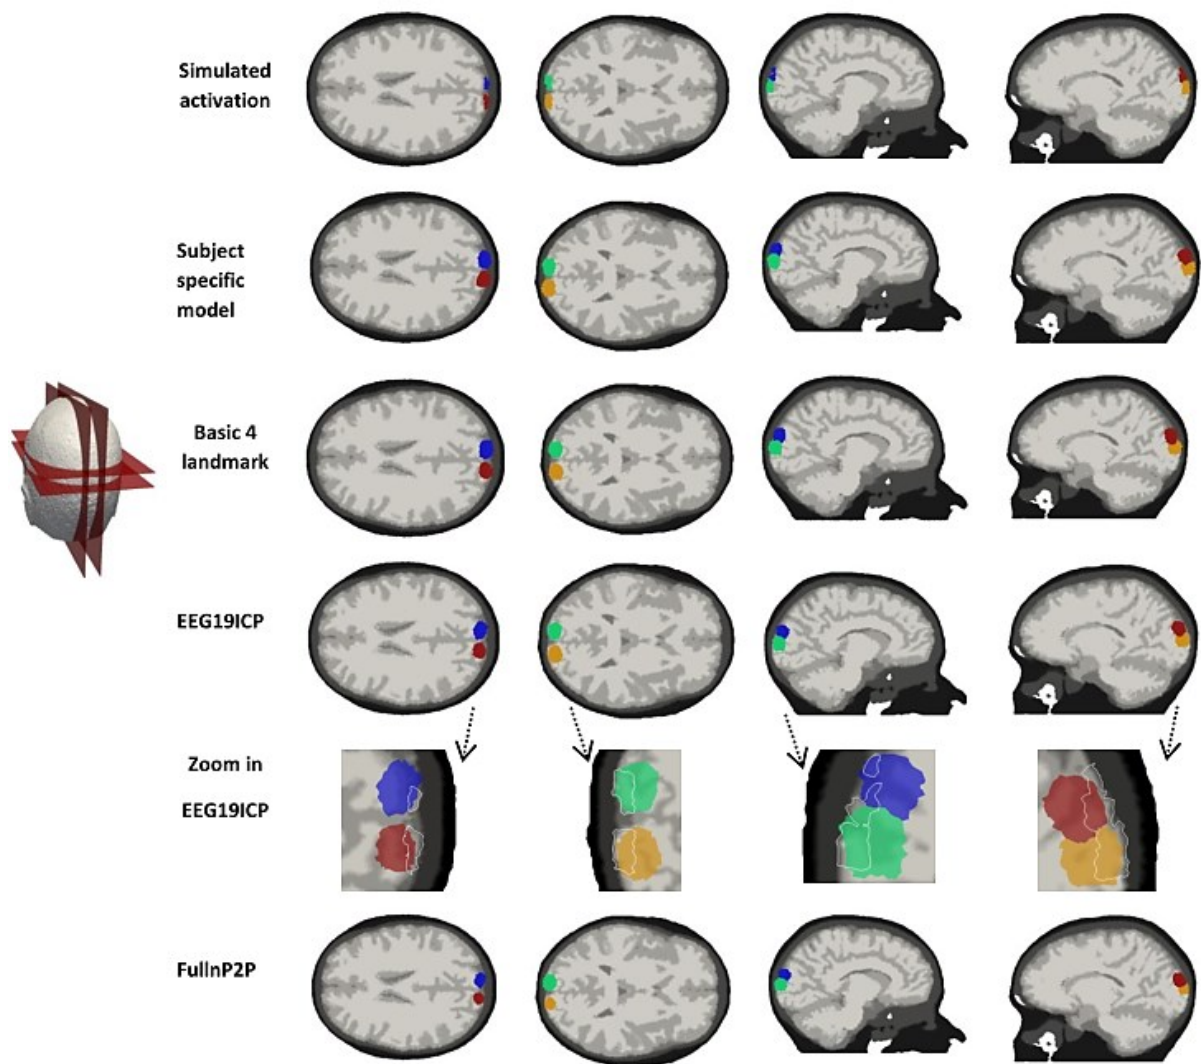 Simulated
activation
Subject
specific
model
Basic 4
landmark
EEG19ICP
Zoom in
EEG19ICP
FullnP2P